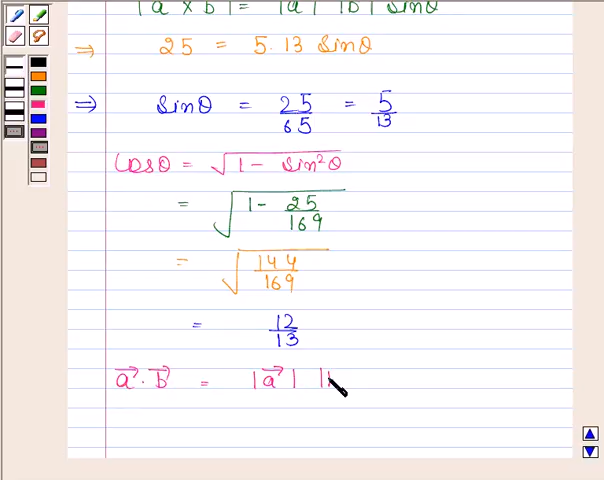 |a × b| = |a| |b| sinθ
⇒ 25 = 5.13 sinθ
⇒ sinθ = 25/65 = 5/13
cosθ = √(1 - sin²θ)
= √(1 - 25/169)
= √(144/169)
= 12/13
a⃗ . b⃗ = |a⃗| |